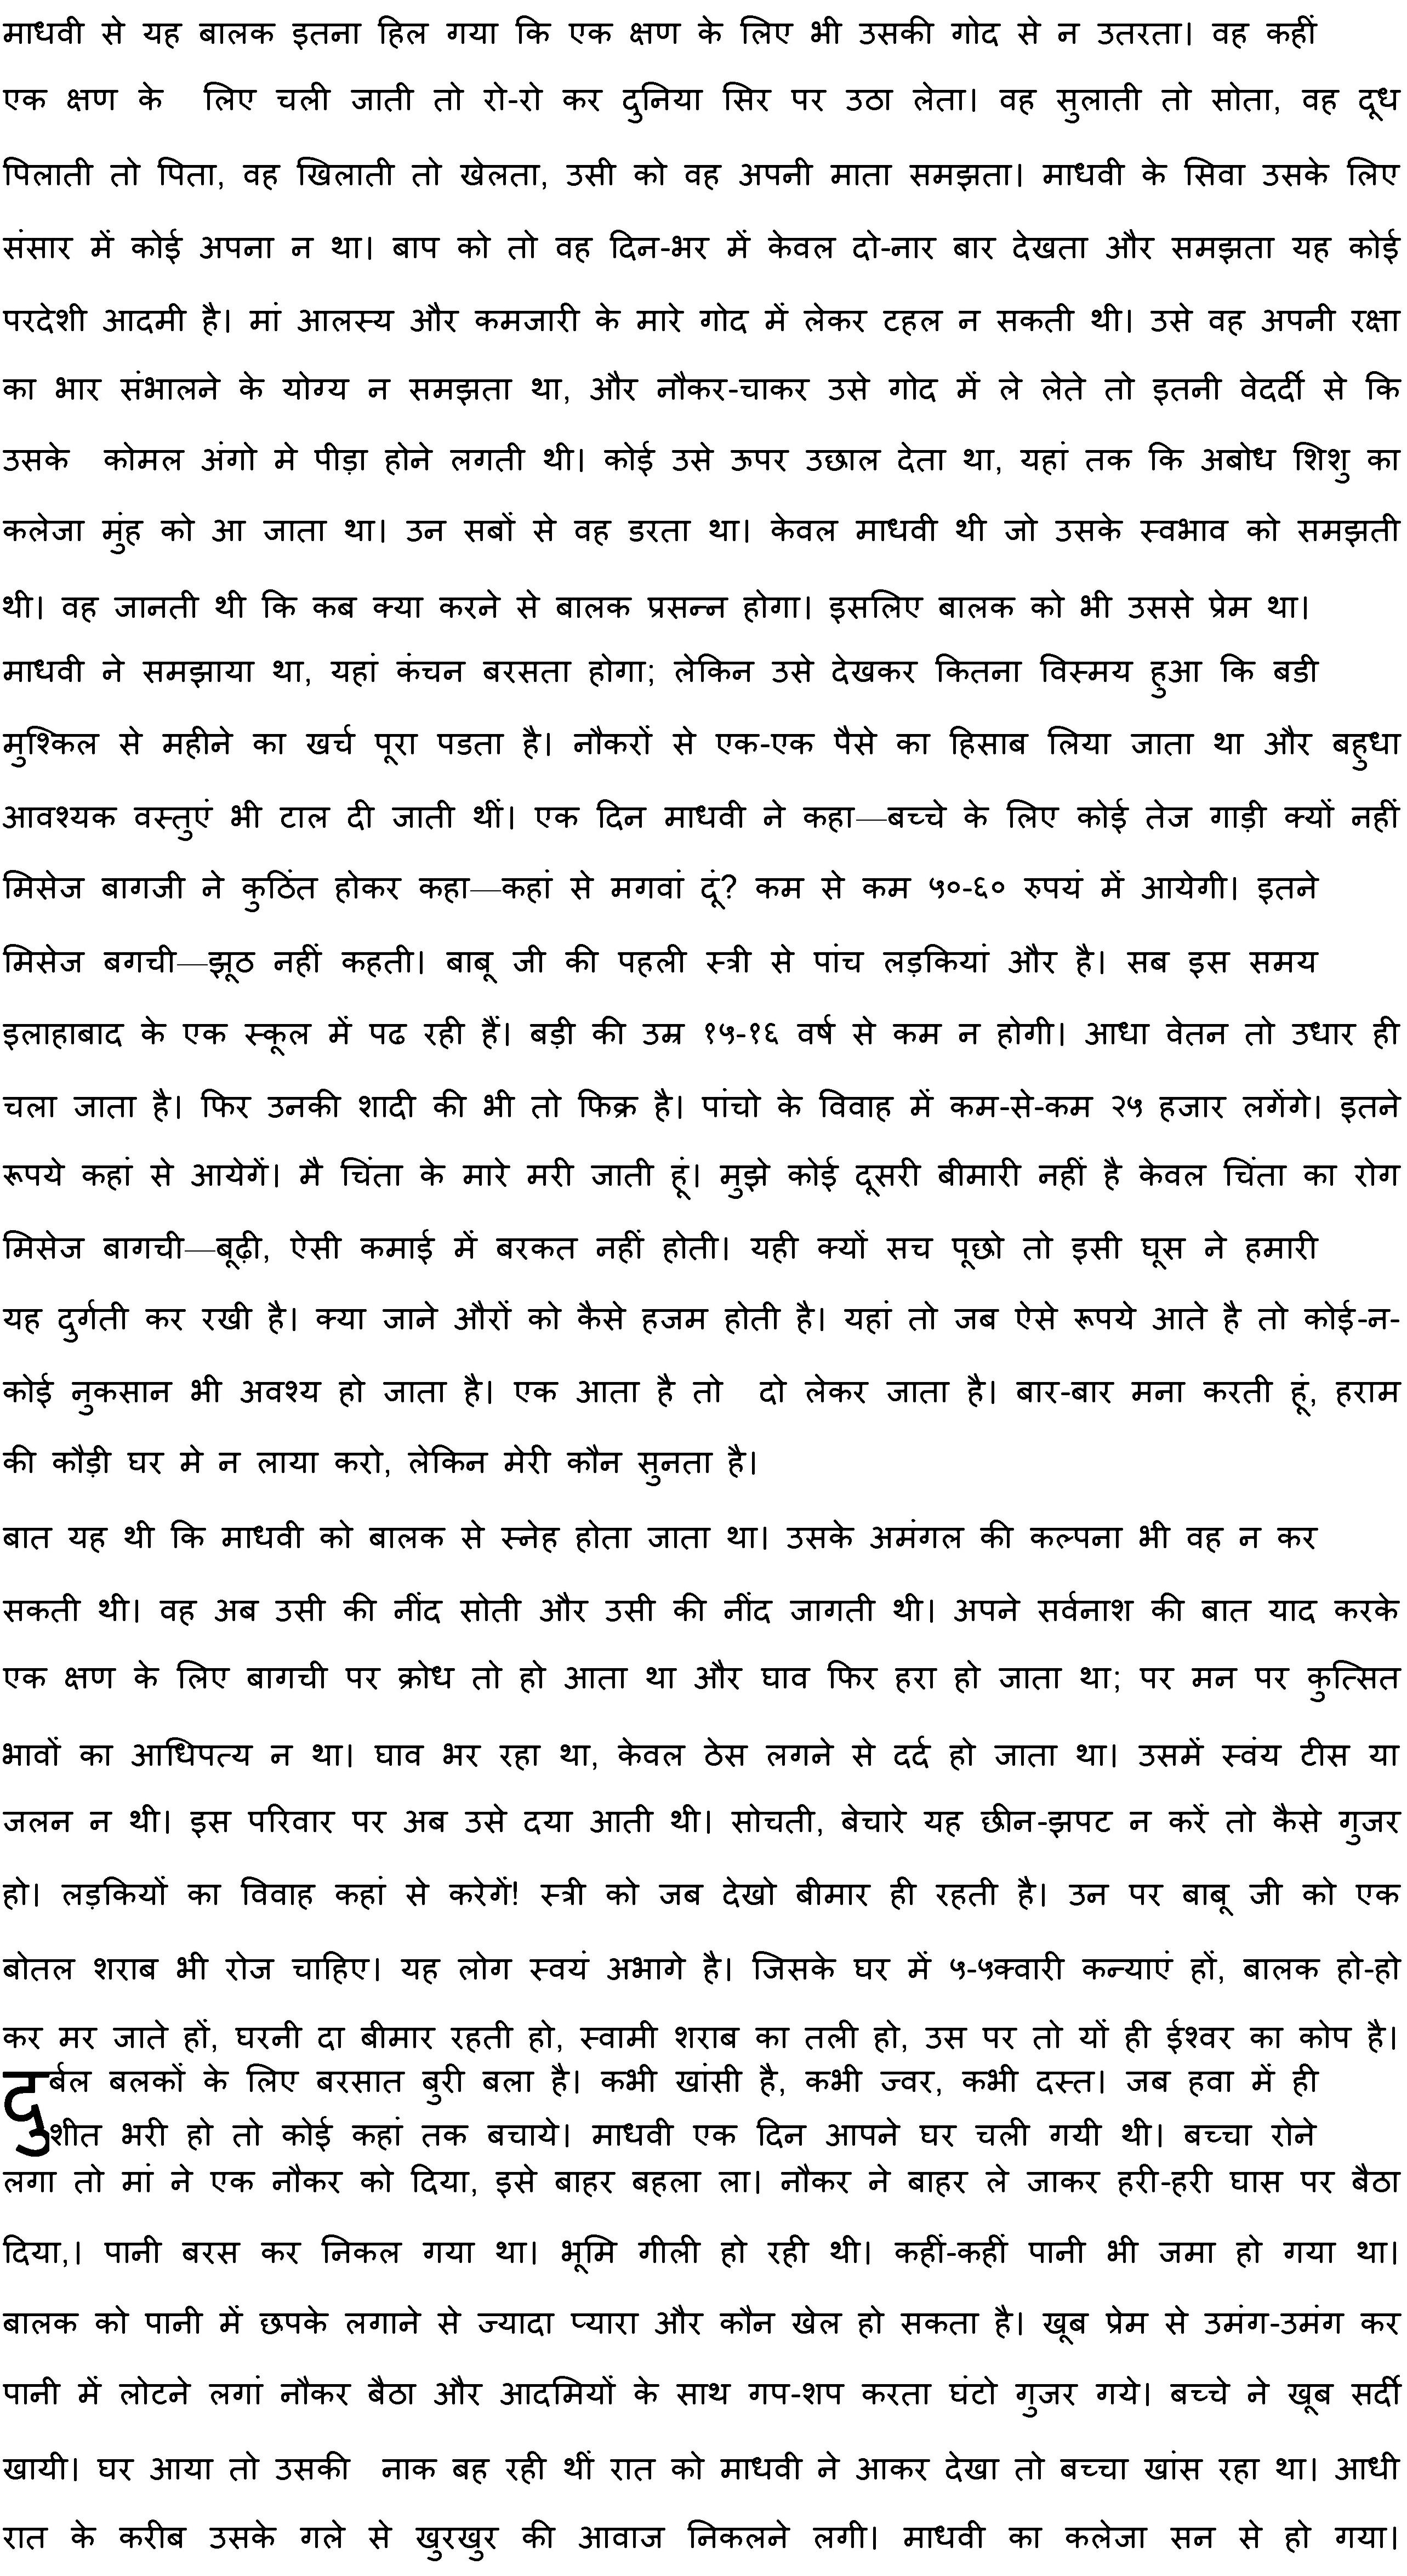 माधवी से यह बालक इतना हिल गया कि एक क्षण के लिए भी उसकी गोद से न उतरता। वह कहीं
एक क्षण के लिए चली जाती तो रो-रो कर दुनिया सिर पर उठा लेता। वह सुलाती तो सोता, वह दूध
पिलाती तो पिता, वह खिलाती तो खेलता, उसी को वह अपनी माता समझता। माधवी के सिवा उसके लिए
संसार में कोई अपना न था। बाप को तो वह दिन-भर में केवल दो-नार बार देखता और समझता यह कोई
परदेशी आदमी है। मां आलस्य और कमजारी के मारे गोद में लेकर टहल न सकती थी। उसे वह अपनी रक्षा
का भार संभालने के योग्य न समझता था, और नौकर-चाकर उसे गोद में ले लेते तो इतनी वेदर्दी से कि
उसके कोमल अंगो मे पीड़ा होने लगती थी। कोई उसे ऊपर उछाल देता था, यहां तक कि अबोध शिशु का
कलेजा मुंह को आ जाता था। उन सबों से वह डरता था। केवल माधवी थी जो उसके स्वभाव को समझती
थी। वह जानती थी कि कब क्या करने से बालक प्रसन्न होगा। इसलिए बालक को भी उससे प्रेम था।
माधवी ने समझाया था, यहां कंचन बरसता होगा; लेकिन उसे देखकर कितना विस्मय हुआ कि बडी
मुश्किल से महीने का खर्च पूरा पडता है। नौकरों से एक-एक पैसे का हिसाब लिया जाता था और बहुधा
आवश्यक वस्तुएं भी टाल दी जाती थीं। एक दिन माधवी ने कहा—बच्चे के लिए कोई तेज गाड़ी क्यों नहीं
मिसेज बागजी ने कुठिंत होकर कहा—कहां से मगवां दूं? कम से कम ५०-६० रुपयं में आयेगी। इतने
मिसेज बगची—झूठ नहीं कहती। बाबू जी की पहली स्त्री से पांच लड़कियां और है। सब इस समय
इलाहाबाद के एक स्कूल में पढ रही हैं। बड़ी की उम्र १५-१६ वर्ष से कम न होगी। आधा वेतन तो उधार ही
चला जाता है। फिर उनकी शादी की भी तो फिक्र है। पांचो के विवाह में कम-से-कम २५ हजार लगेंगे। इतने
रूपये कहां से आयेगें। मै चिंता के मारे मरी जाती हूं। मुझे कोई दूसरी बीमारी नहीं है केवल चिंता का रोग
मिसेज बागची—बूढ़ी, ऐसी कमाई में बरकत नहीं होती। यही क्यों सच पूछो तो इसी घूस ने हमारी
यह दुर्गती कर रखी है। क्या जाने औरों को कैसे हजम होती है। यहां तो जब ऐसे रूपये आते है तो कोई-न-
कोई नुकसान भी अवश्य हो जाता है। एक आता है तो दो लेकर जाता है। बार-बार मना करती हूं, हराम
की कौड़ी घर मे न लाया करो, लेकिन मेरी कौन सुनता है।
बात यह थी कि माधवी को बालक से स्नेह होता जाता था। उसके अमंगल की कल्पना भी वह न कर
सकती थी। वह अब उसी की नींद सोती और उसी की नींद जागती थी। अपने सर्वनाश की बात याद करके
एक क्षण के लिए बागची पर क्रोध तो हो आता था और घाव फिर हरा हो जाता था; पर मन पर कुत्सित
भावों का आधिपत्य न था। घाव भर रहा था, केवल ठेस लगने से दर्द हो जाता था। उसमें स्वंय टीस या
जलन न थी। इस परिवार पर अब उसे दया आती थी। सोचती, बेचारे यह छीन-झपट न करें तो कैसे गुजर
हो। लड़कियों का विवाह कहां से करेगें! स्त्री को जब देखो बीमार ही रहती है। उन पर बाबू जी को एक
बोतल शराब भी रोज चाहिए। यह लोग स्वयं अभागे है। जिसके घर में ५-५क्वारी कन्याएं हों, बालक हो-हो
कर मर जाते हों, घरनी दा बीमार रहती हो, स्वामी शराब का तली हो, उस पर तो यों ही ईश्वर का कोप है।
दुर्बल बलकों के लिए बरसात बुरी बला है। कभी खांसी है, कभी ज्वर, कभी दस्त। जब हवा में ही
शीत भरी हो तो कोई कहां तक बचाये। माधवी एक दिन आपने घर चली गयी थी। बच्चा रोने
लगा तो मां ने एक नौकर को दिया, इसे बाहर बहला ला। नौकर ने बाहर ले जाकर हरी-हरी घास पर बैठा
दिया,। पानी बरस कर निकल गया था। भूमि गीली हो रही थी। कहीं-कहीं पानी भी जमा हो गया था।
बालक को पानी में छपके लगाने से ज्यादा प्यारा और कौन खेल हो सकता है। खूब प्रेम से उमंग-उमंग कर
पानी में लोटने लगां नौकर बैठा और आदमियों के साथ गप-शप करता घंटो गुजर गये। बच्चे ने खूब सर्दी
खायी। घर आया तो उसकी नाक बह रही थीं रात को माधवी ने आकर देखा तो बच्चा खांस रहा था। आधी
रात के करीब उसके गले से खुरखुर की आवाज निकलने लगी। माधवी का कलेजा सन से हो गया।